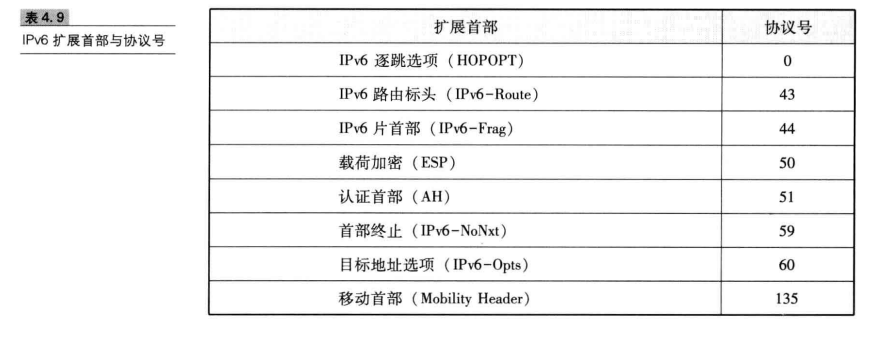 表 4.9
IPv6 扩展首部与协议号
扩展首部 协议号
IPv6 逐跳选项（HOPOPT） 0
IPv6 路由标头（IPv6-Route） 43
IPv6 片首部（IPv6-Frag） 44
载荷加密（ESP） 50
认证首部（AH） 51
首部终止（IPv6-NoNxt） 59
目标地址选项（IPv6-Opts） 60
移动首部（Mobility Header） 135